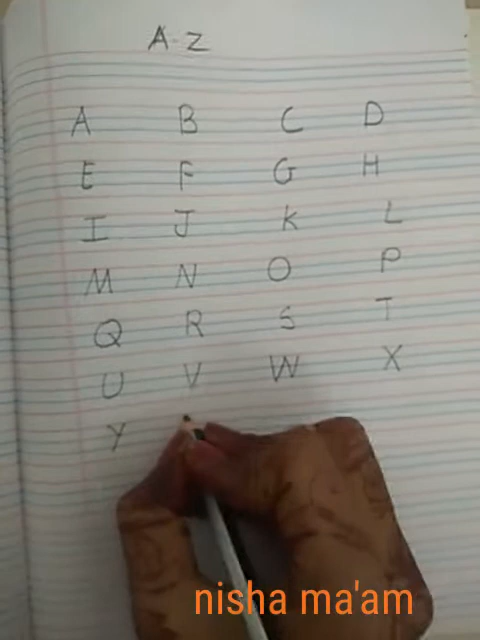 A-Z
A B C D
E F G H
I J K L
M N O P
Q R S T
U V W X
Y
nisha ma'am